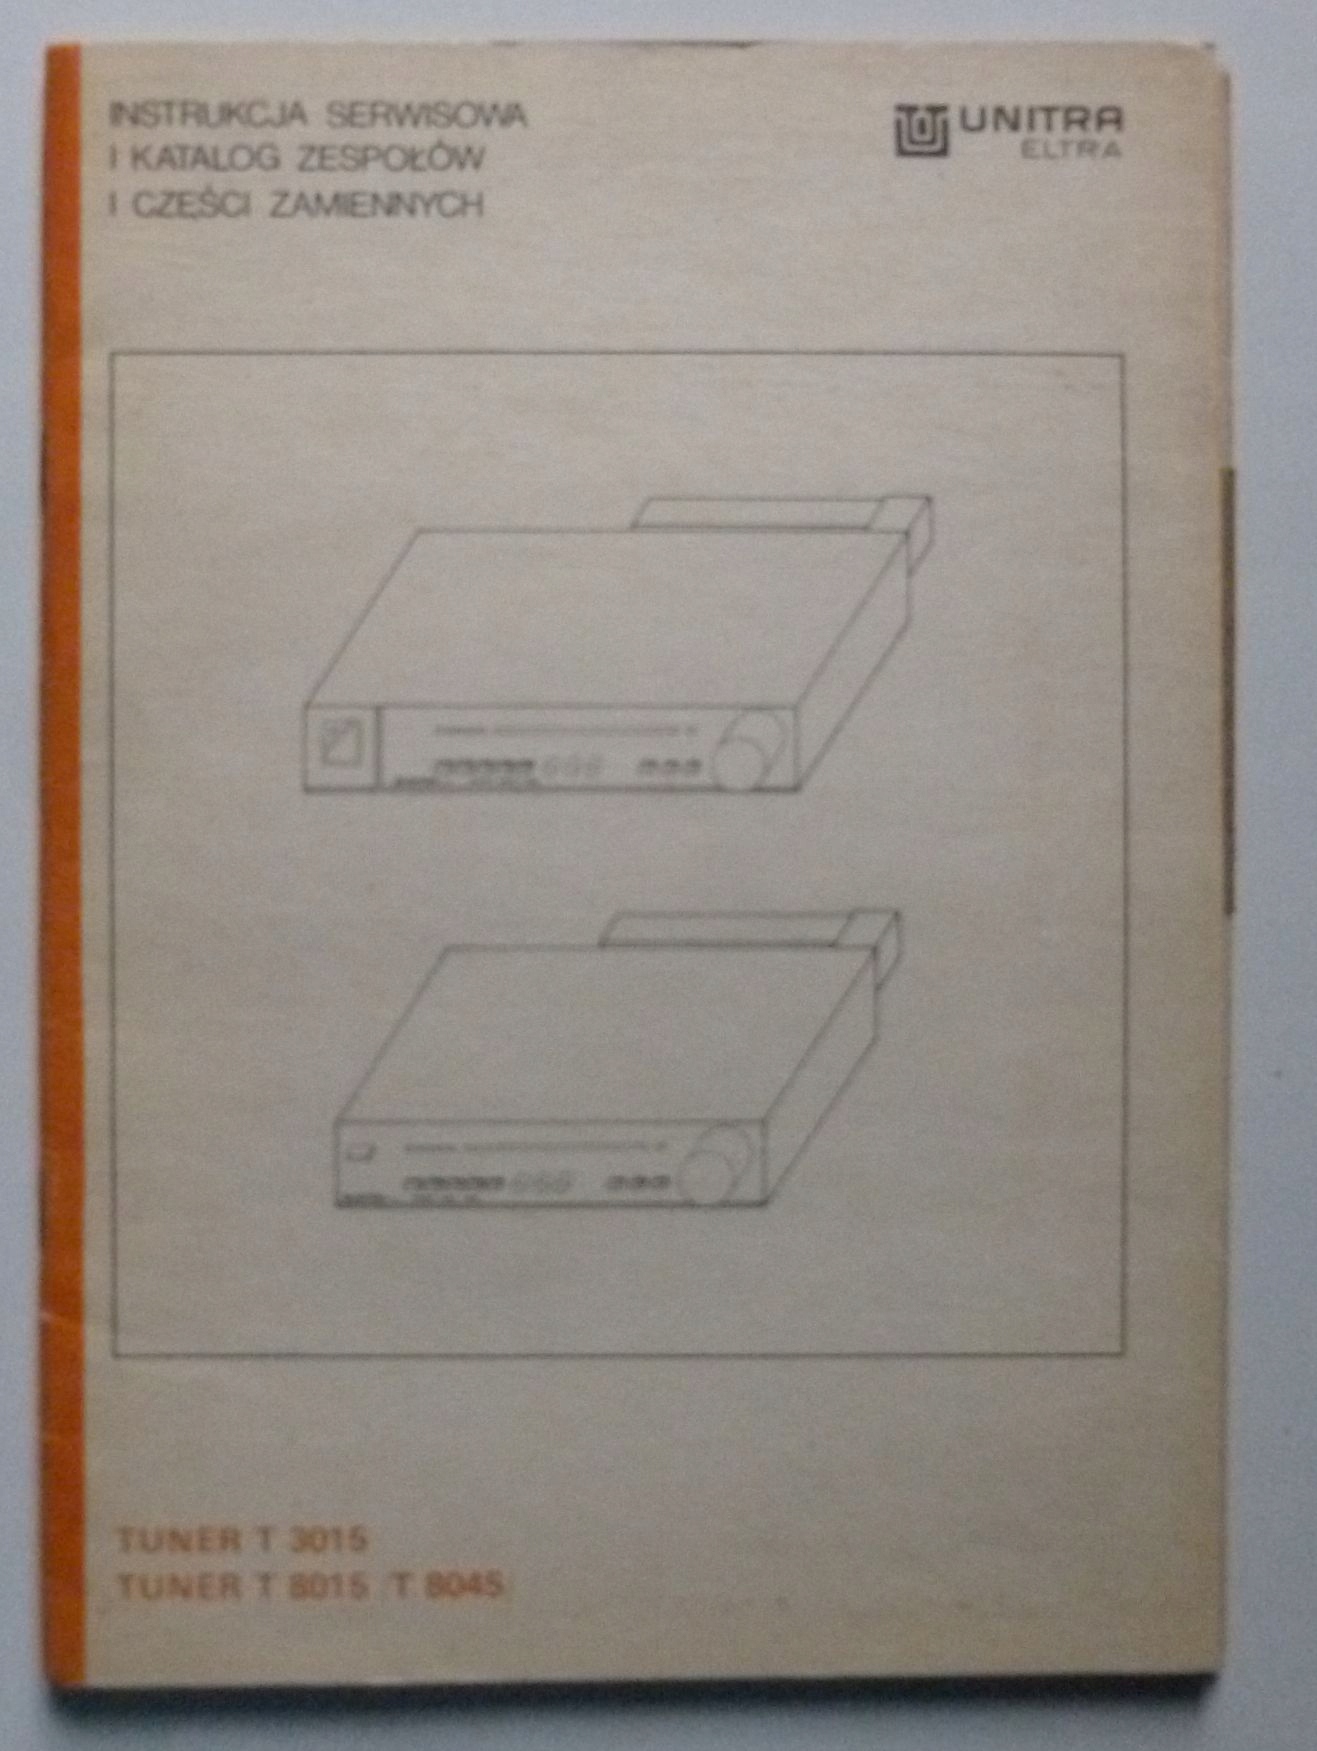 INSTRUKCJA SERWISOWA
I KATALOG ZESPOŁÓW
I CZĘŚCI ZAMIENNYCH
UNITRA
ELTRA
TUNER T 3015
TUNER T 8015 T 8045